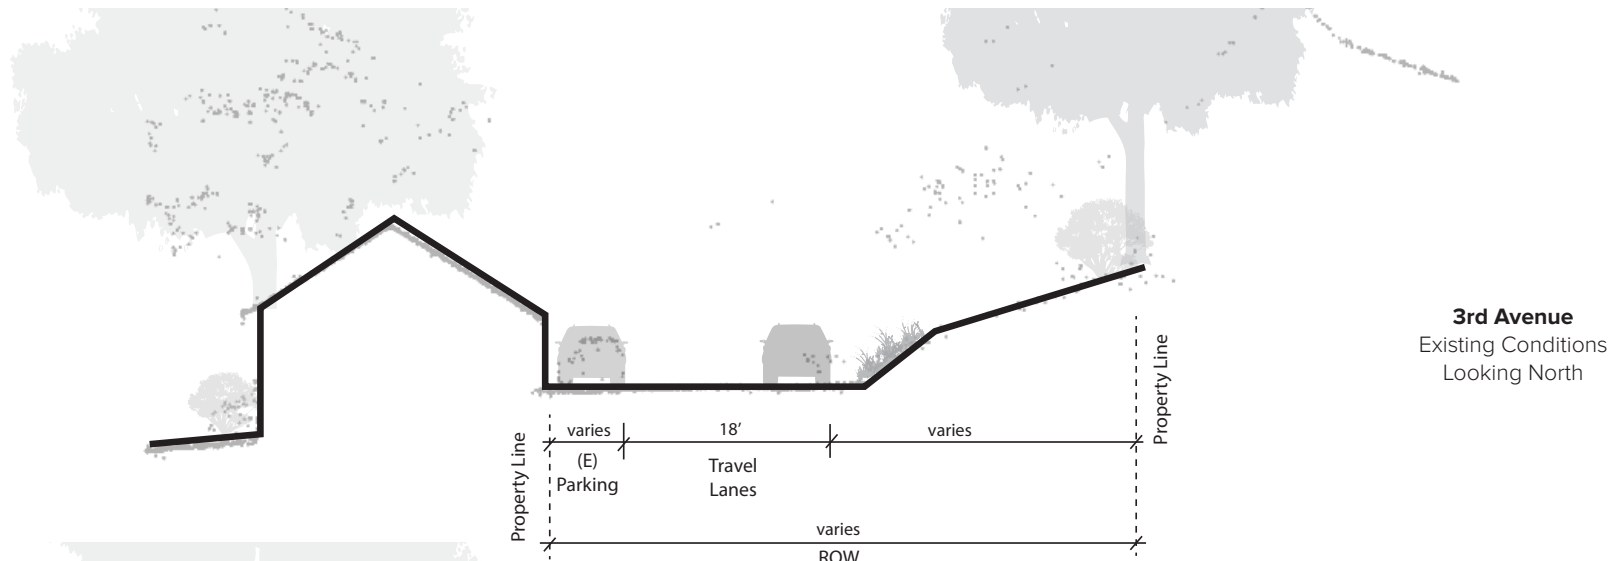 3rd Avenue
Existing Conditions
Looking North
Property Line
varies
18’
varies
(E)
Parking
Travel
Lanes
Property Line
varies
ROW